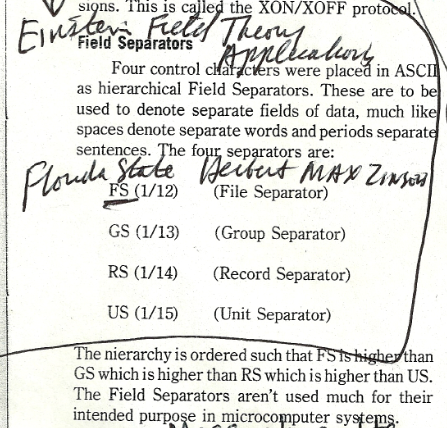 sions. This is called the XON/XOFF protocol.
Einstein Field Theory
Applications
Field Separators
Four control characters were placed in ASCII
as hierarchical Field Separators. These are to be
used to denote separate fields of data, much like
spaces denote separate words and periods separate
sentences. The four separators are:
Florida State Herbert MAX
FS (1/12) (File Separator)
GS (1/13) (Group Separator)
RS (1/14) (Record Separator)
US (1/15) (Unit Separator)
The nierarchy is ordered such that FS is higher than
GS which is higher than RS which is higher than US.
The Field Separators aren't used much for their
intended purpose in microcomputer systems.